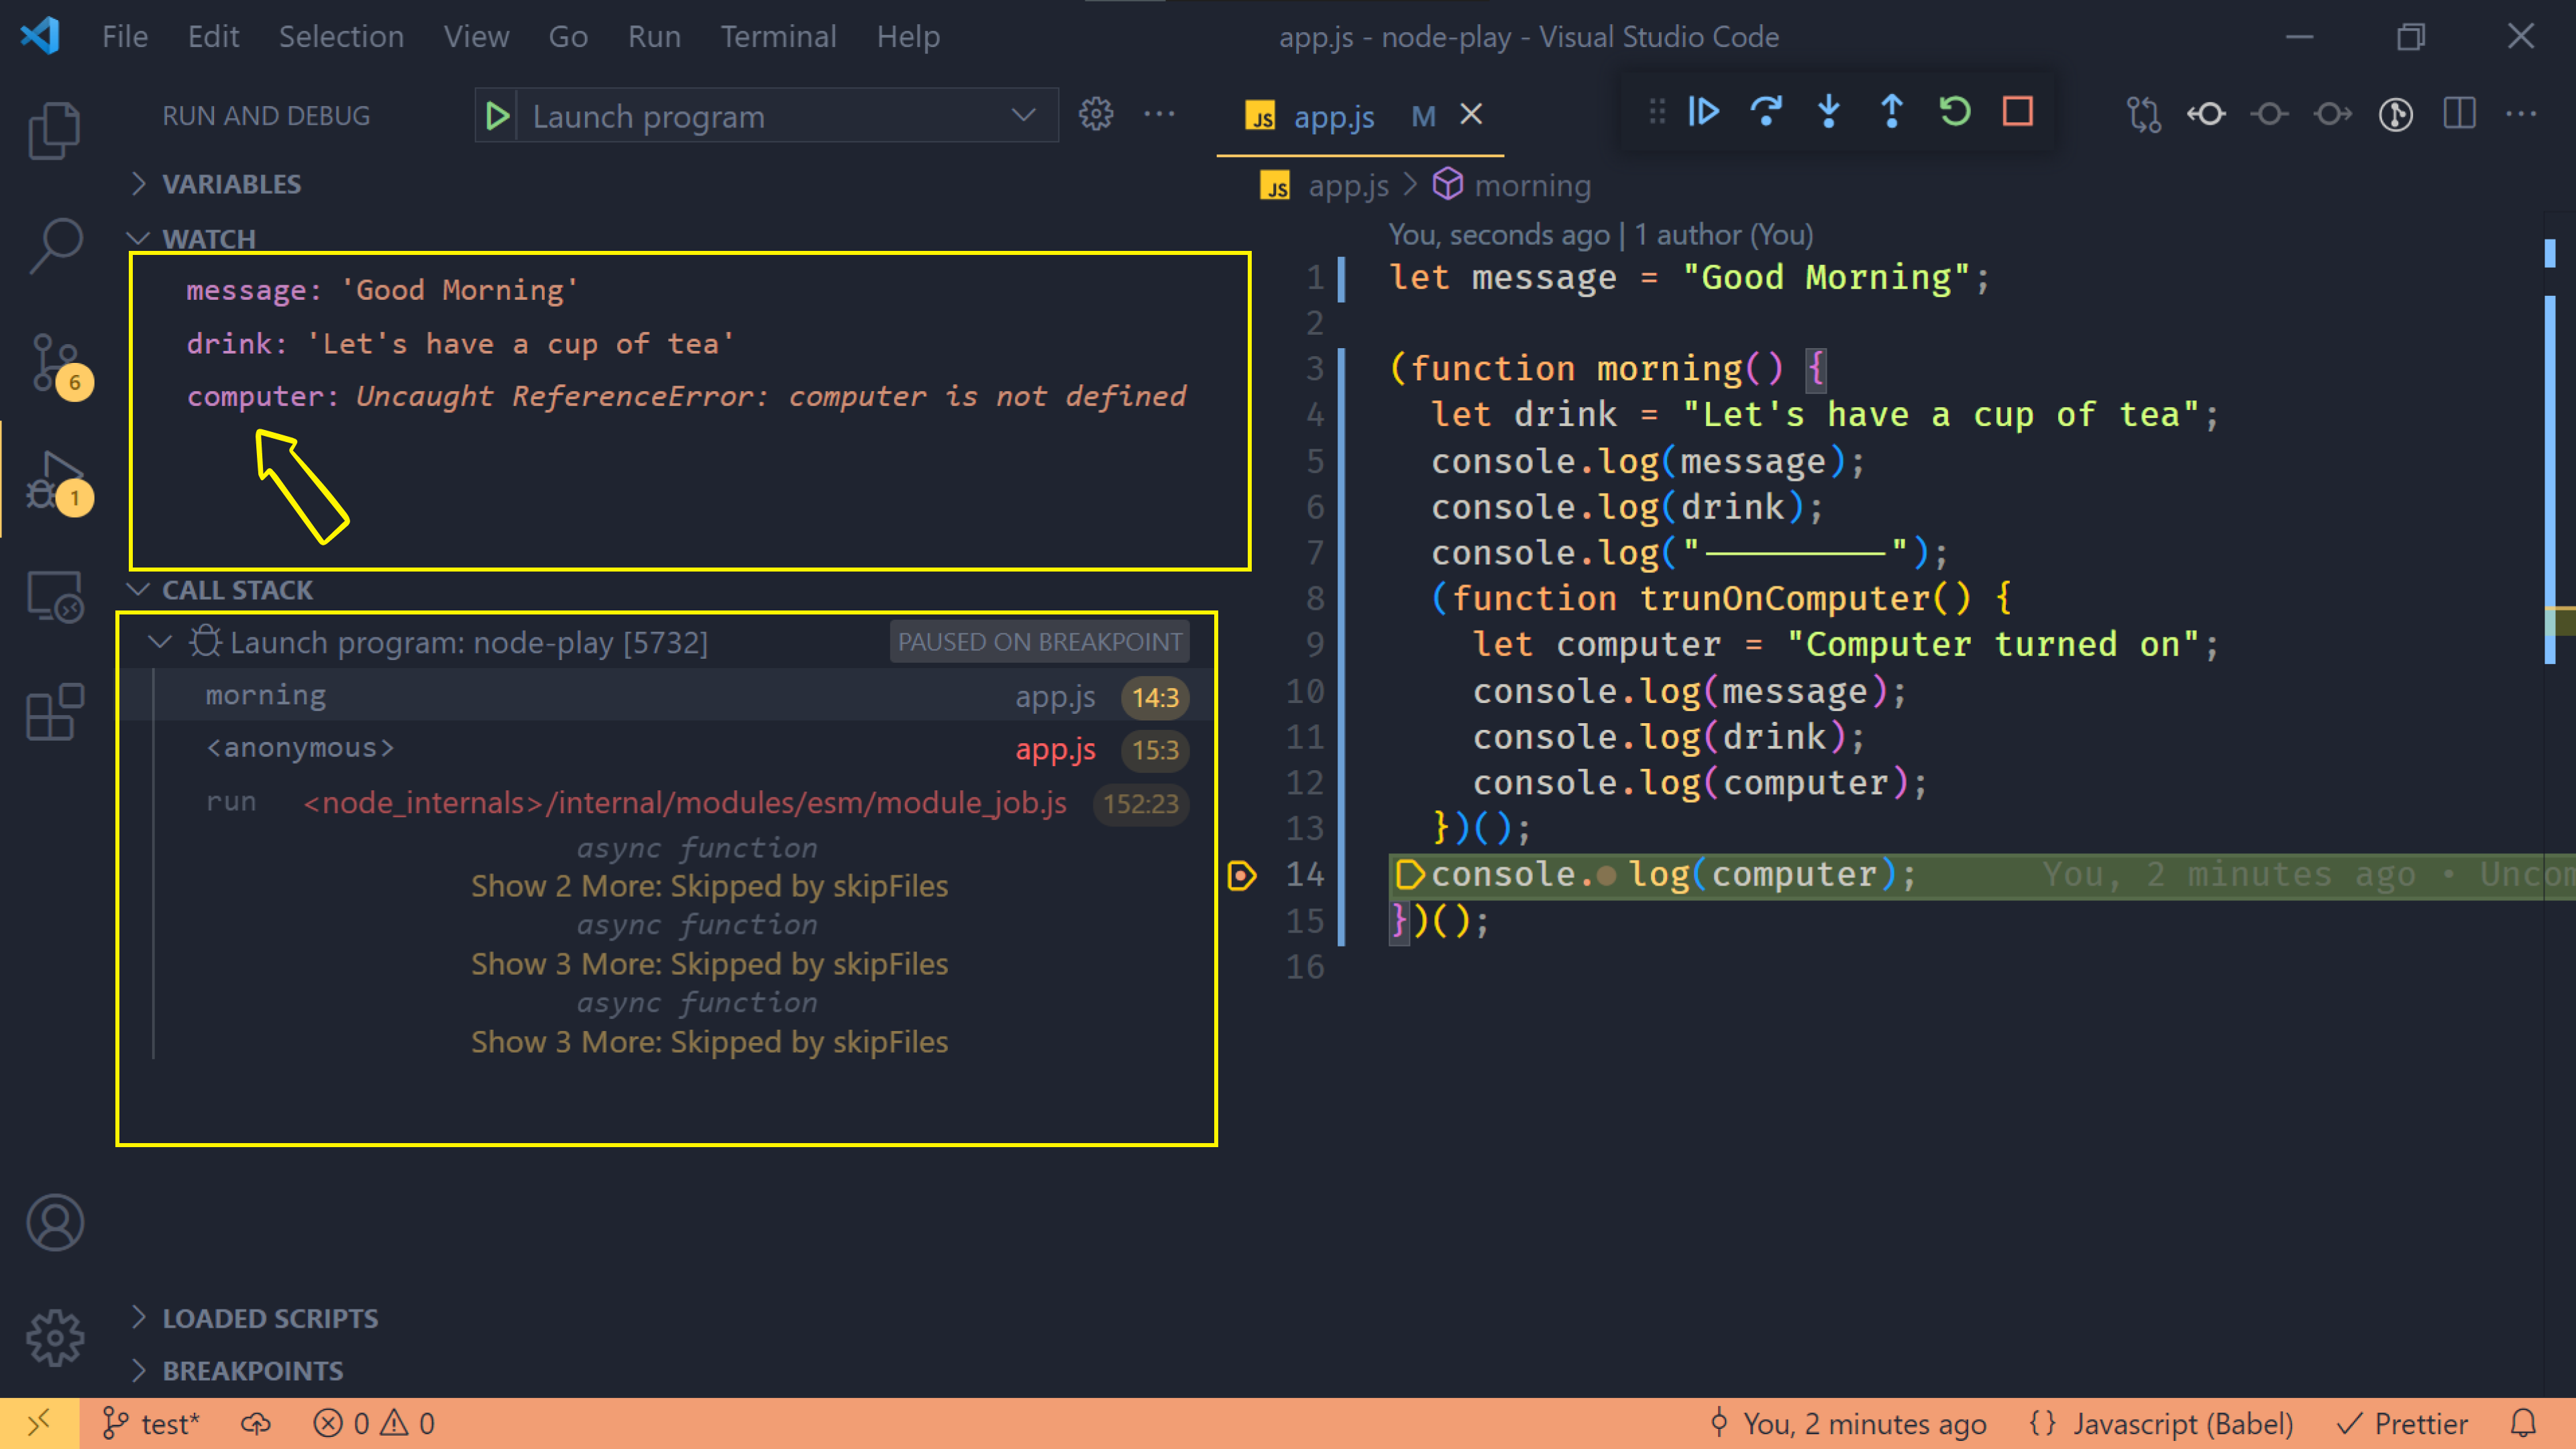 File Edit Selection View Go Run Terminal Help
app.js - node-play - Visual Studio Code
RUN AND DEBUG
Launch program
VARIABLES
WATCH
message: 'Good Morning'
drink: 'Let's have a cup of tea'
computer: Uncaught ReferenceError: computer is not defined
CALL STACK
Launch program: node-play [5732] PAUSED ON BREAKPOINT
morning app.js 14:3
<anonymous> app.js 15:3
run <node_internals>/internal/modules/esm/module_job.js 152:23
async function
Show 2 More: Skipped by skipFiles
async function
Show 3 More: Skipped by skipFiles
async function
Show 3 More: Skipped by skipFiles
LOADED SCRIPTS
BREAKPOINTS
6
1
JS app.js M
JS app.js > morning
You, seconds ago | 1 author (You)
1 let message = "Good Morning";
2
3 (function morning() {
4 let drink = "Let's have a cup of tea";
5 console.log(message);
6 console.log(drink);
7 console.log("---------");
8 (function trunOnComputer() {
9 let computer = "Computer turned on";
10 console.log(message);
11 console.log(drink);
12 console.log(computer);
13 })();
14 console.log(computer); You, 2 minutes ago • Uncom
15 })();
16
test* 0 0
You, 2 minutes ago {} Javascript (Babel) Prettier